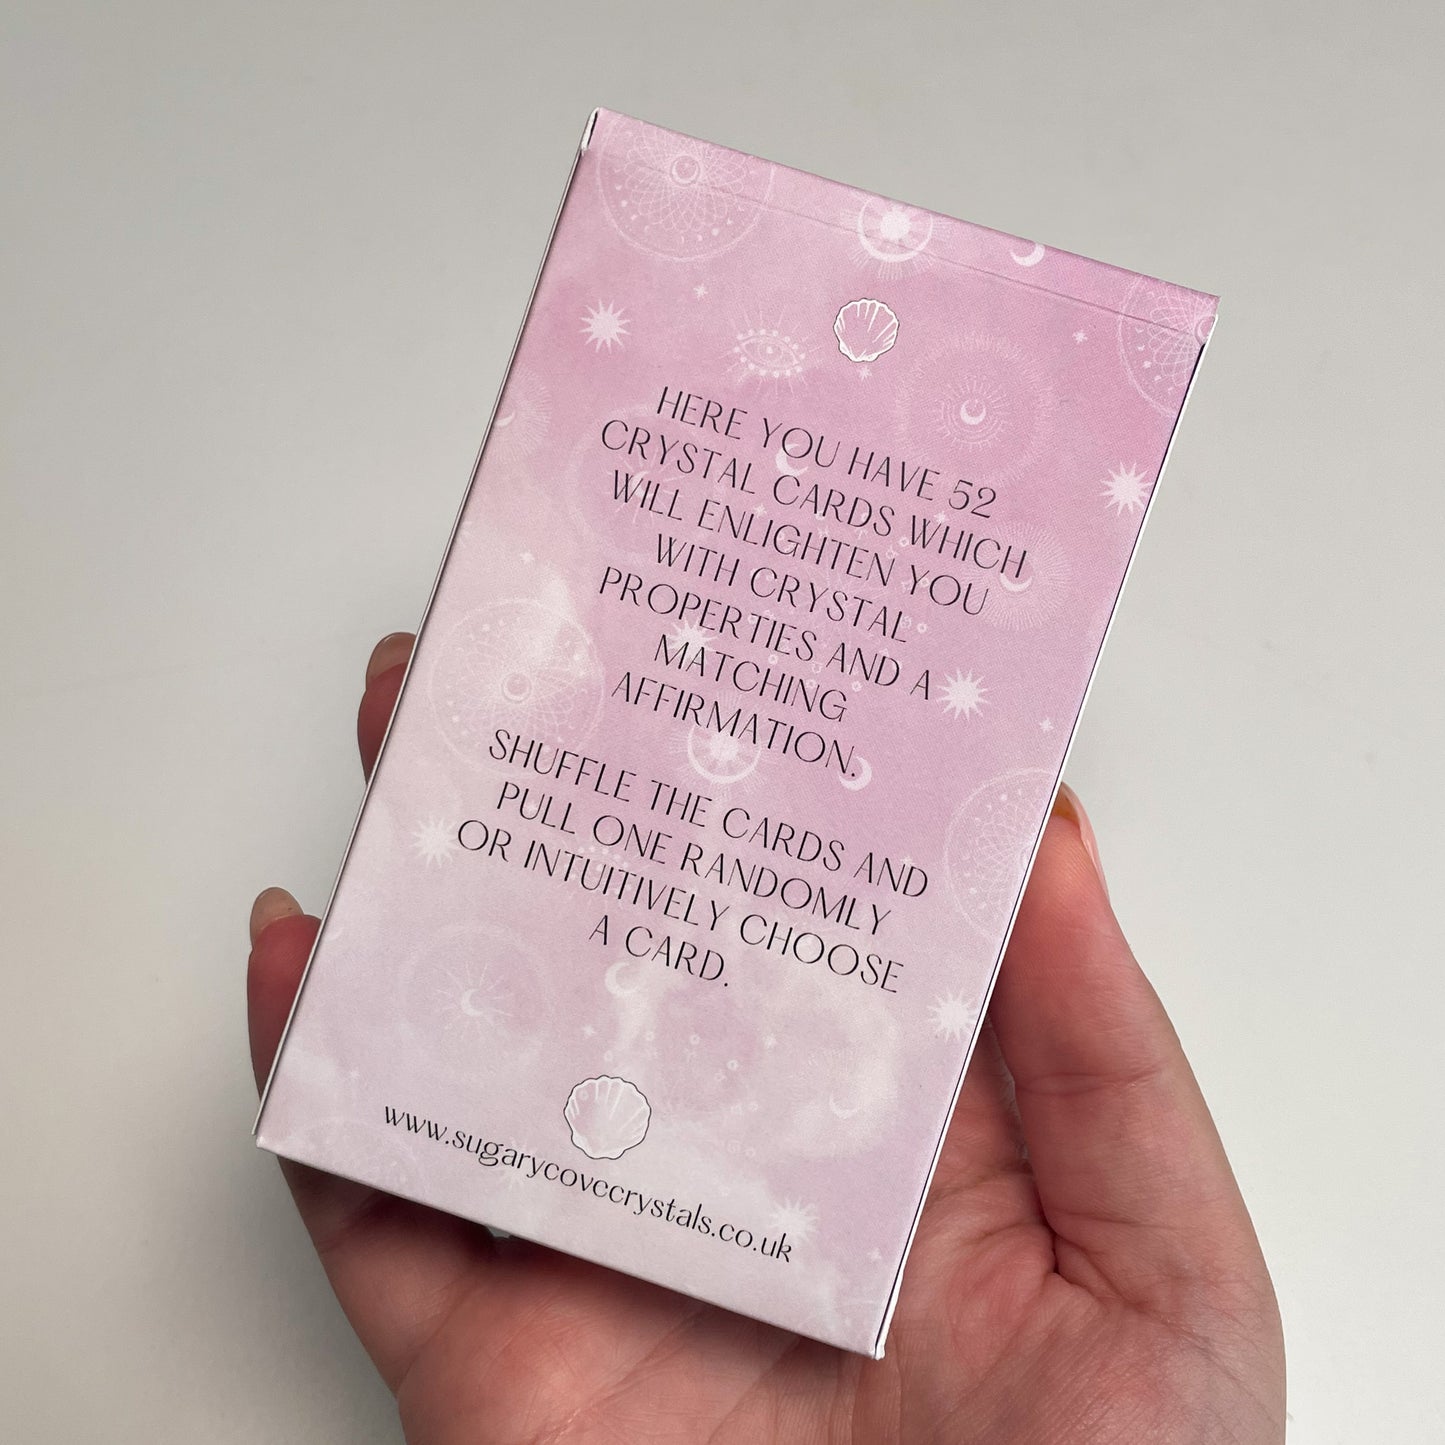 HERE YOU HAVE 52
CRYSTAL CARDS WHICH
WILL ENLIGHTEN YOU
WITH CRYSTAL
PROPERTIES AND A
MATCHING
AFFIRMATION.
SHUFFLE THE CARDS AND
PULL ONE RANDOMLY
OR INTUITIVELY CHOOSE
A CARD.
www.sugarycovecrystals.co.uk